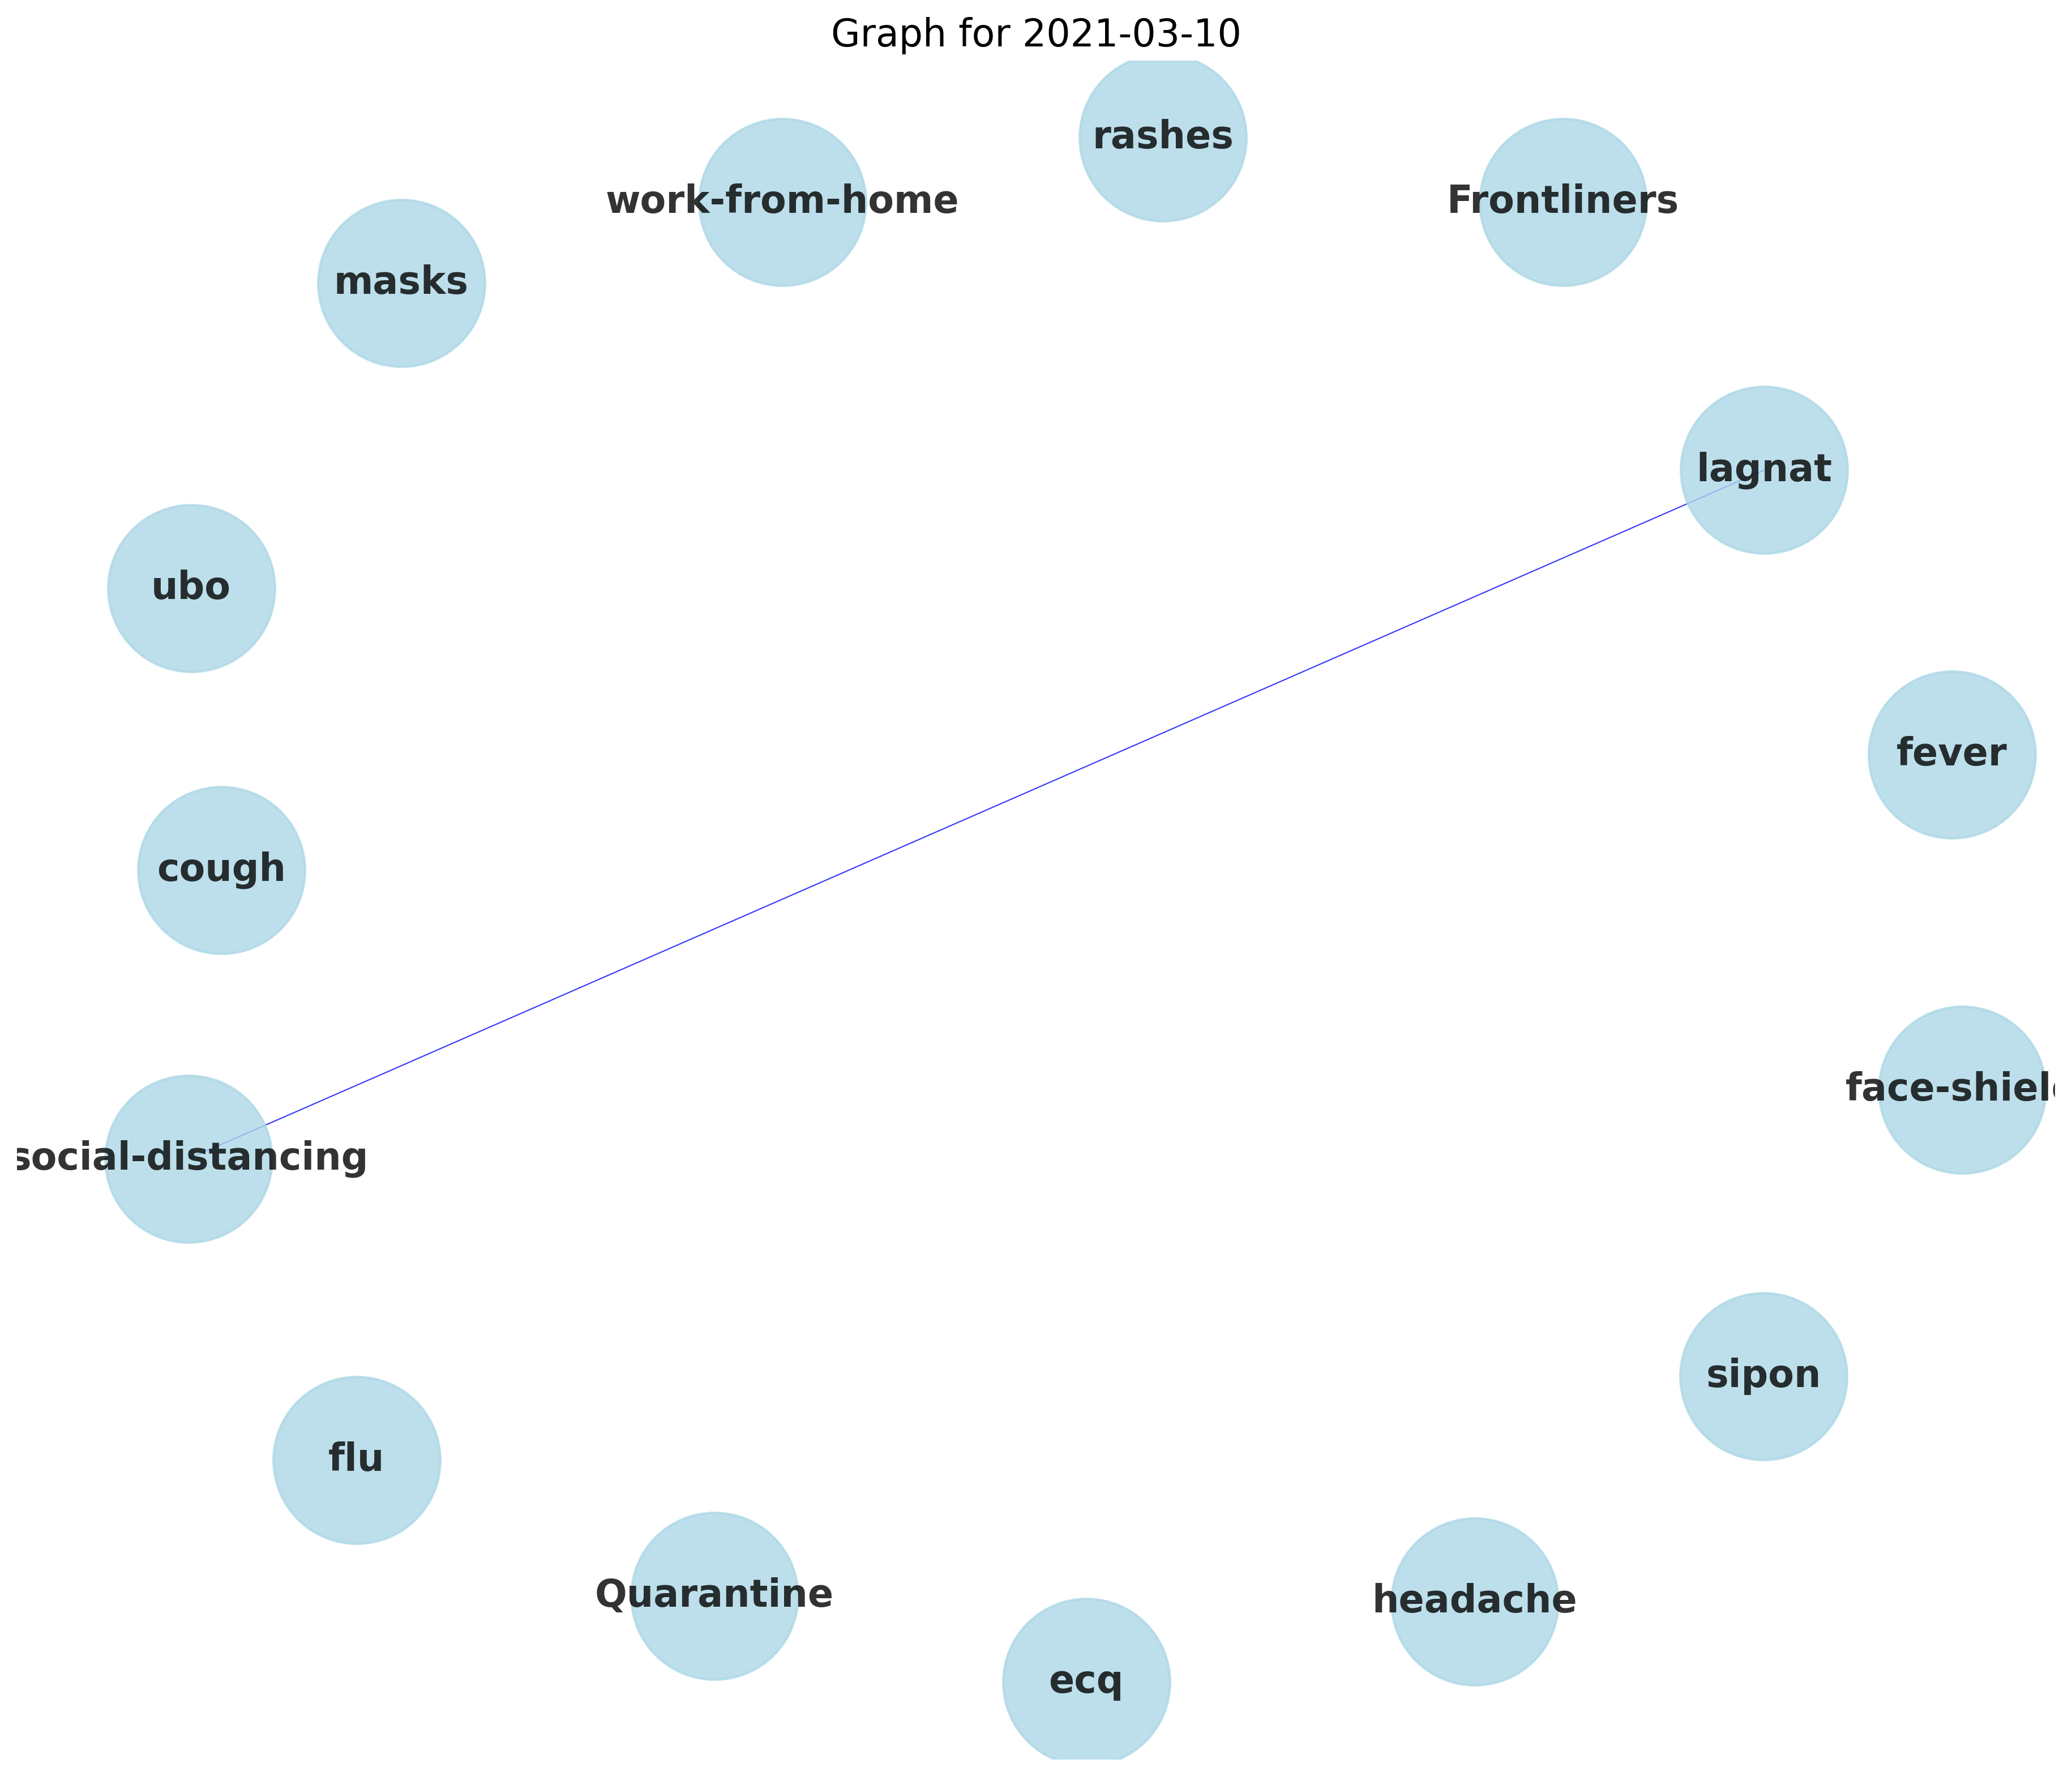 Graph for 2021-03-10
rashes
work-from-home
Frontliners
masks
lagnat
ubo
fever
cough
face-shiel
social-distancing
sipon
flu
Quarantine
headache
ecq